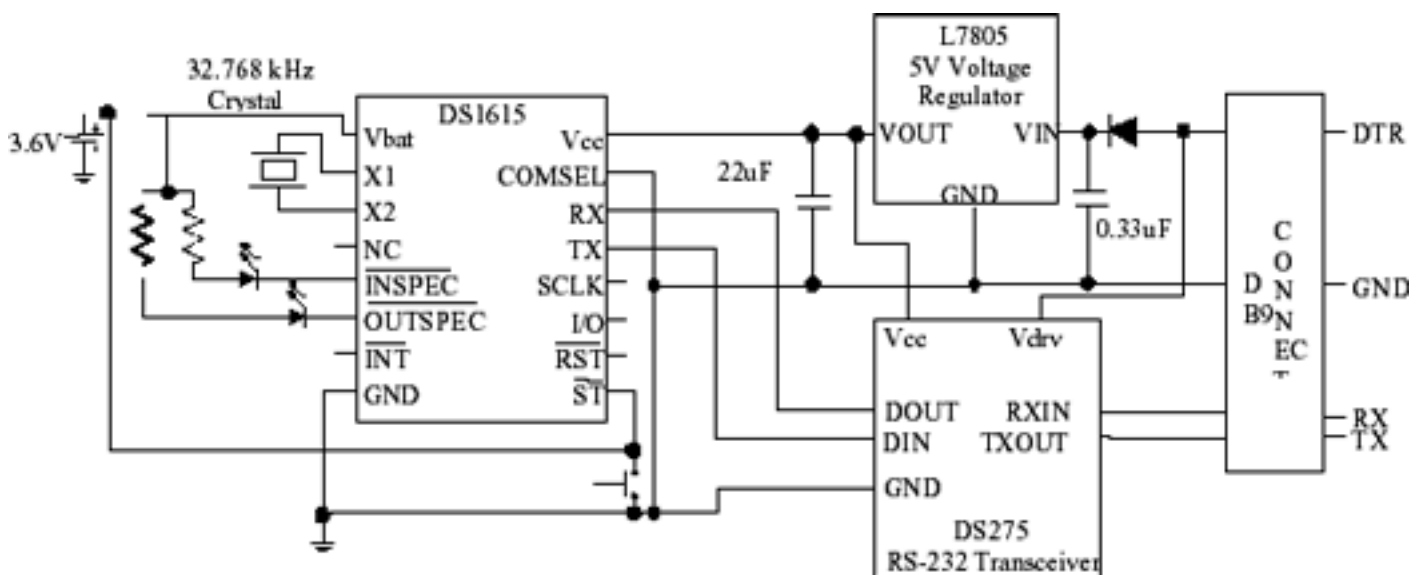 32.768 kHz
Crystal
3.6V
DS1615
Vbat
X1
X2
NC
INSPEC
OUTSPEC
INT
GND
Vcc
COMSEL
RX
TX
SCLK
I/O
RST
ST
22uF
L7805
5V Voltage
Regulator
VOUT
VIN
GND
0.33uF
Vcc
Vdrv
DOUT
RXIN
DIN
TXOUT
GND
DS275
RS-232 Transceiver
DB9
CONNECT
DTR
GND
RX
TX